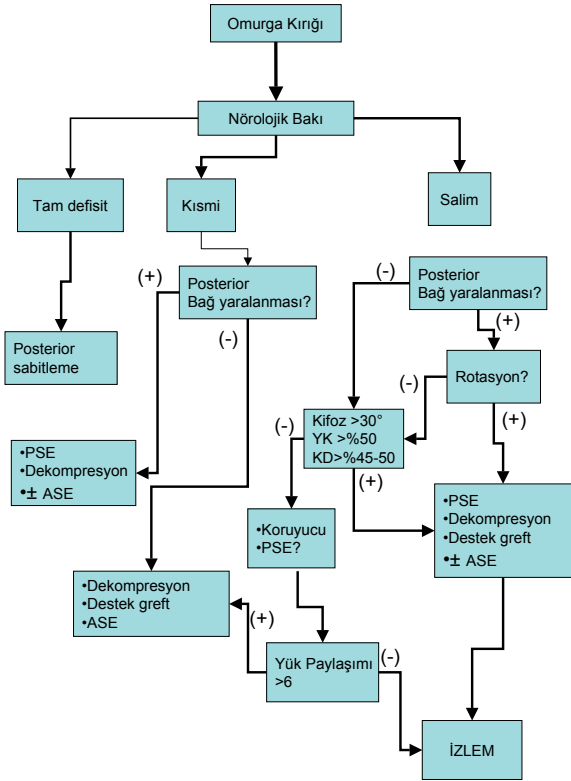 Omurga Kırığı
Nörolojik Bakı
Tam defisit
Kısmi
Salim
(+)
Posterior
Bağ yaralanması?
(-)
(-)
Posterior
Bağ yaralanması?
(+)
Posterior
sabitleme
Rotasyon?
(-)
(+)
(-)
Kifoz >30°
YK >%50
KD>%45-50
(+)
•PSE
•Dekompresyon
•± ASE
•PSE
•Dekompresyon
•Destek greft
•± ASE
•Koruyucu
•PSE?
•Dekompresyon
•Destek greft
•ASE
(+)
Yük Paylaşımı
>6
(-)
İZLEM